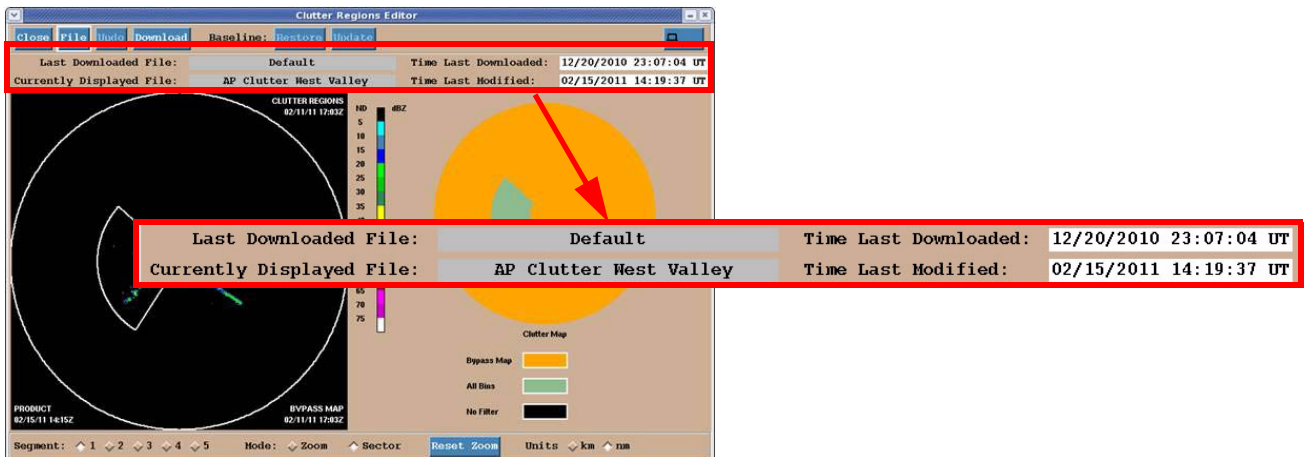 Clutter Regions Editor
Close File Undo Download Baseline: Restore Update
Last Downloaded File: Default Time Last Downloaded: 12/20/2010 23:07:04 UT
Currently Displayed File: AP Clutter West Valley Time Last Modified: 02/15/2011 14:19:37 UT
CLUTTER REGIONS
02/11/11 17:03Z
ND dBZ
5
10
15
20
25
30
35
Last Downloaded File: Default Time Last Downloaded: 12/20/2010 23:07:04 UT
Currently Displayed File: AP Clutter West Valley Time Last Modified: 02/15/2011 14:19:37 UT
65
70
75
Clutter Map
Bypass Map
All Bins
No Filter
PRODUCT
02/15/11 14:15Z
BYPASS MAP
02/11/11 17:03Z
Segment: 1 2 3 4 5 Mode: Zoom Sector Reset Zoom Units km nm